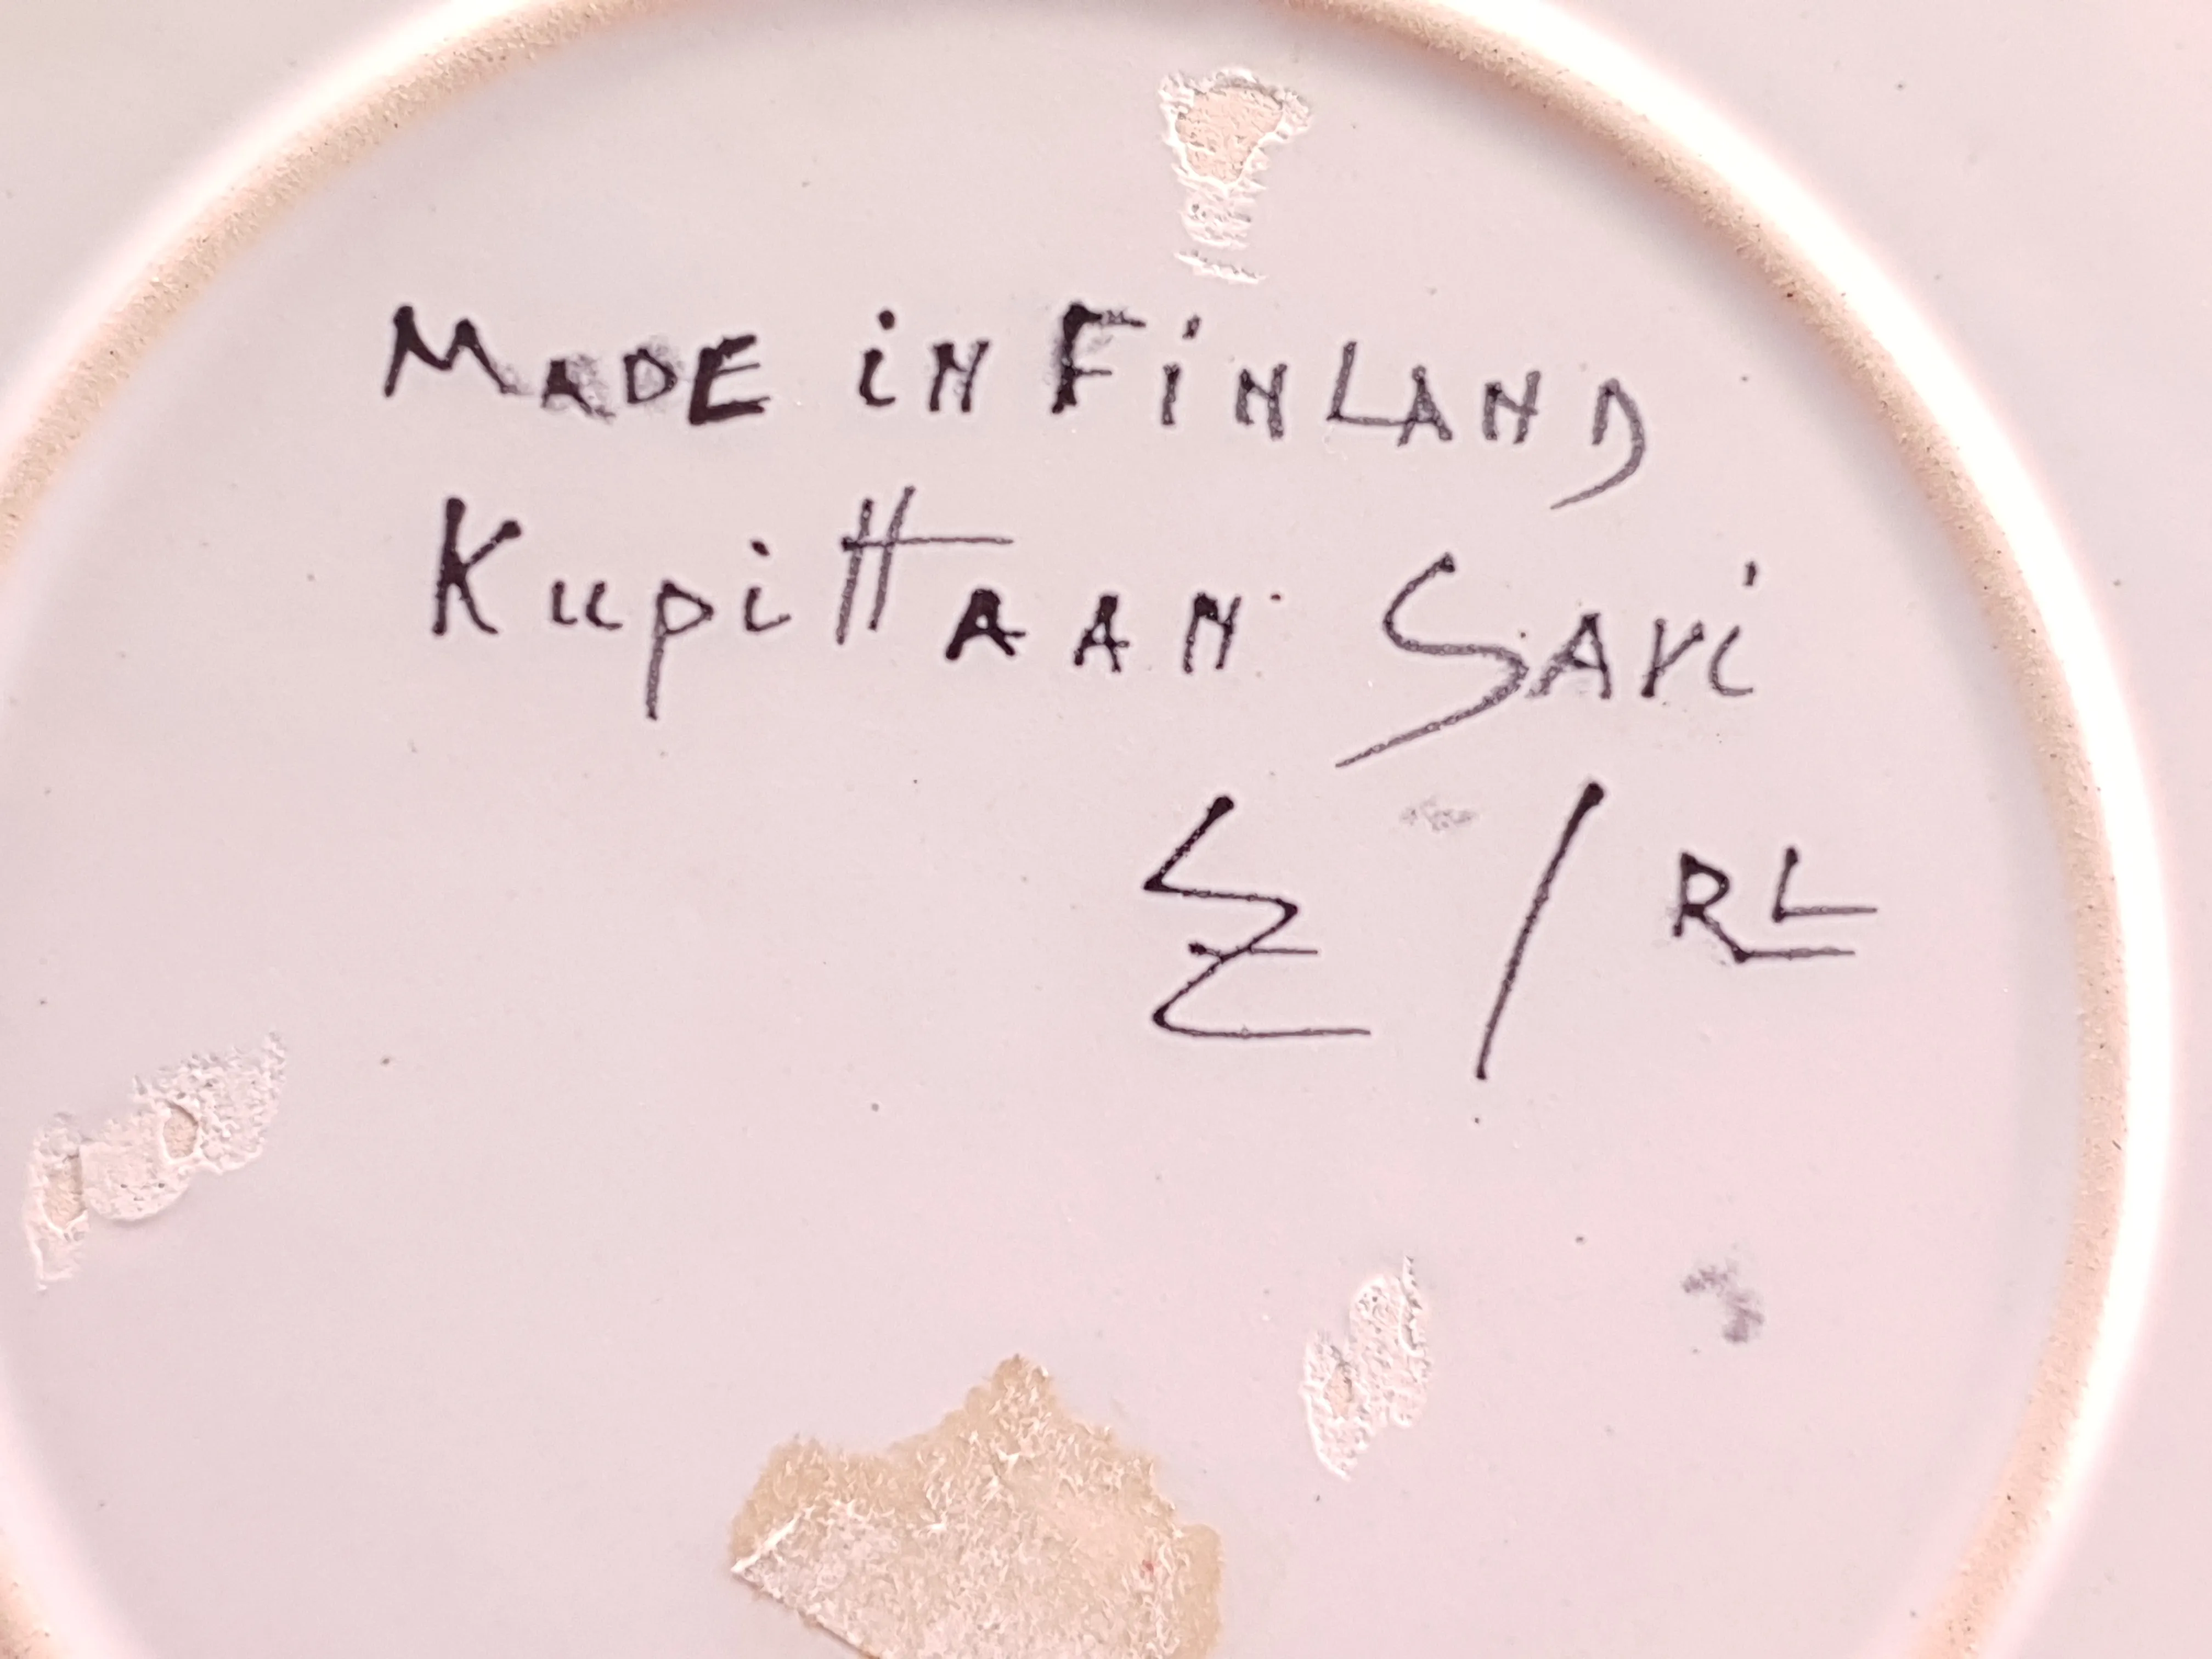 MADE iN FiNLAND
KupittAAN SAVi
/ RL